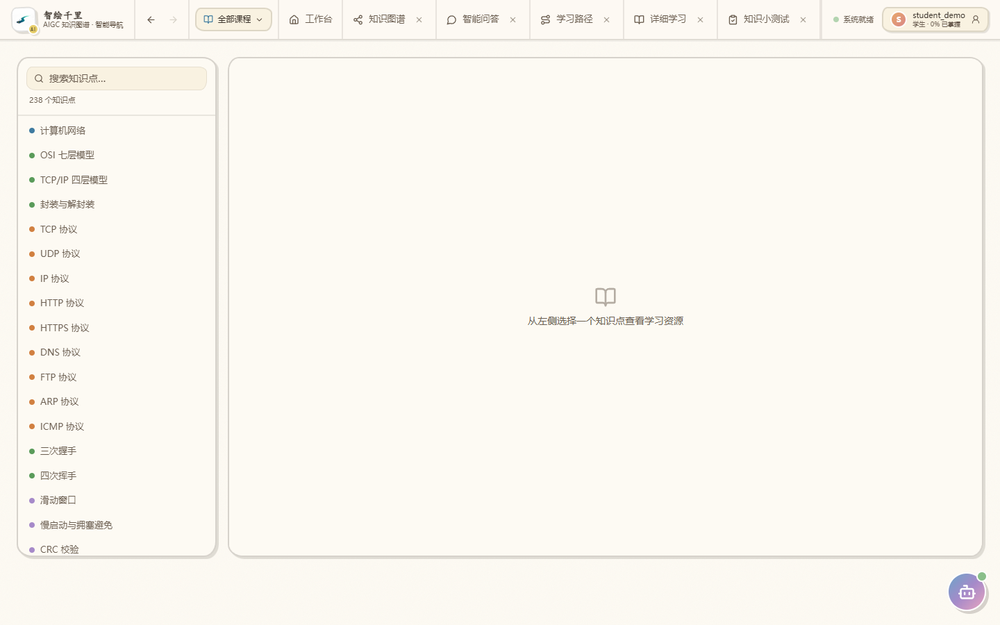 智绘千里
AI
AIGC 知识图谱 · 智能导航
全部课程
工作台
知识图谱
智能问答
学习路径
详细学习
知识小测试
系统就绪
S
student_demo
学生 · 0% 已掌握
搜索知识点...
238 个知识点
计算机网络
OSI 七层模型
TCP/IP 四层模型
封装与解封装
TCP 协议
UDP 协议
IP 协议
HTTP 协议
HTTPS 协议
DNS 协议
FTP 协议
ARP 协议
ICMP 协议
三次握手
四次挥手
滑动窗口
慢启动与拥塞避免
CRC 校验
从左侧选择一个知识点查看学习资源